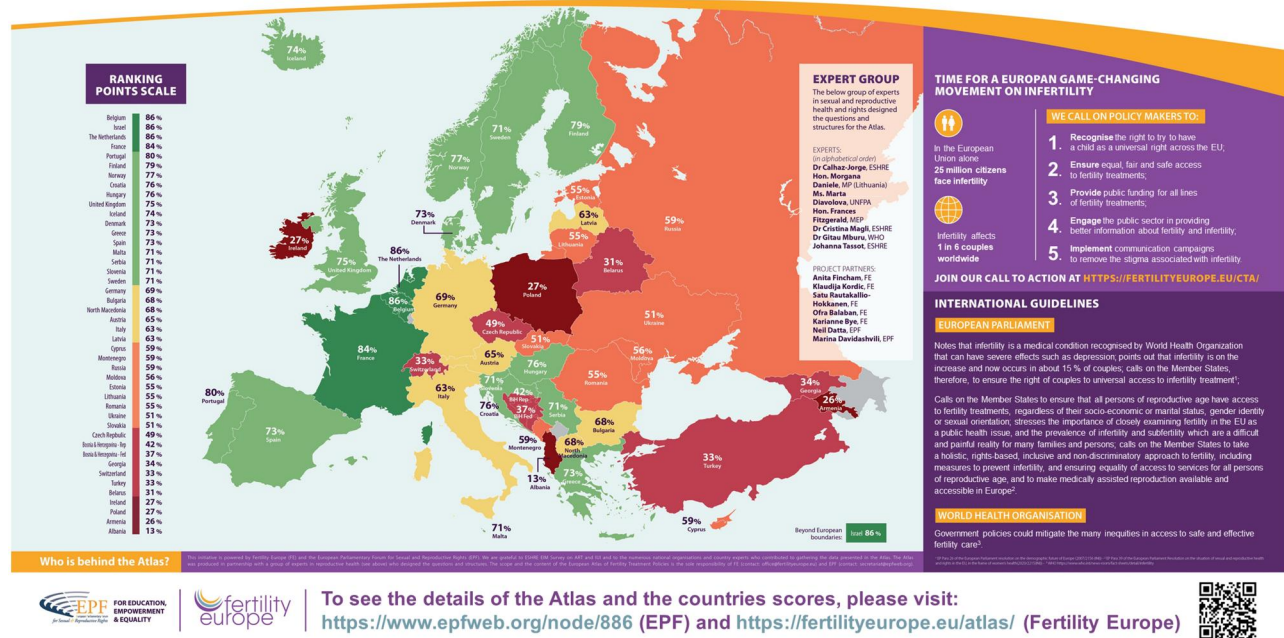 RANKING
POINTS SCALE
Belgium 86 %
Israel 86 %
The Netherlands 86 %
France 84 %
Portugal 80 %
Finland 79 %
Norway 77 %
Croatia 76 %
Hungary 76 %
United Kingdom 75 %
Iceland 74 %
Denmark 73 %
Greece 73 %
Spain 73 %
Malta 71 %
Serbia 71 %
Slovenia 71 %
Sweden 71 %
Germany 69 %
Bulgaria 68 %
North Macedonia 68 %
Austria 65 %
Italy 63 %
Latvia 63 %
Cyprus 59 %
Montenegro 59 %
Russia 59 %
Moldova 56 %
Estonia 55 %
Lithuania 55 %
Romania 55 %
Ukraine 51 %
Slovakia 51 %
Czech Repbulic 49 %
Bosnia & Herzegovina - Rep 42 %
Bosnia & Herzegovina - Fed 37 %
Georgia 34 %
Switzerland 33 %
Turkey 33 %
Belarus 31 %
Ireland 27 %
Poland 27 %
Armenia 26 %
Albania 13 %
74%
Iceland
71%
Sweden
79%
Finland
77%
Norway
73%
Denmark
55%
Estonia
63%
Latvia
55%
Lithuania
59%
Russia
27%
Ireland
75%
United Kingdom
86%
The Netherlands
86%
Belgium
69%
Germany
27%
Poland
31%
Belarus
51%
Ukraine
49%
Czech Republic
51%
Slovakia
56%
Moldova
84%
France
33%
Switzerland
65%
Austria
76%
Hungary
55%
Romania
71%
63%
Italy
76%
Croatia
42%
BiH Rep.
37%
BiH Fed
71%
Serbia
68%
Bulgaria
59%
Montenegro
68%
North
Macedonia
13%
Albania
73%
Greece
80%
Portugal
73%
Spain
71%
Malta
34%
Georgia
26%
Armenia
33%
Turkey
59%
Cyprus
Beyond European
boundaries:
Israel 86 %
EXPERT GROUP
The below group of experts
in sexual and reproductive
health and rights designed
the questions and
structures for the Atlas.
EXPERTS:
(in alphabetical order)
Dr Calhaz-Jorge, ESHRE
Hon. Morgana
Daniele, MP (Lithuania)
Ms. Marta
Diavolova, UNFPA
Hon. Frances
Fitzgerald, MEP
Dr Cristina Magli, ESHRE
Dr Gitau Mburu, WHO
Johanna Tassot, ESHRE
PROJECT PARTNERS:
Anita Fincham, FE
Klaudija Kordic, FE
Satu Rautakallio-
Hokkanen, FE
Ofra Balaban, FE
Karianne Bye, FE
Neil Datta, EPF
Marina Davidashvili, EPF
TIME FOR A EUROPAN GAME-CHANGING
MOVEMENT ON INFERTILITY
In the European
Union alone
25 million citizens
face infertility
Infertility affects
1 in 6 couples
worldwide
WE CALL ON POLICY MAKERS TO:
1. Recognise the right to try to have
a child as a universal right across the EU;
2. Ensure equal, fair and safe access
to fertility treatments;
3. Provide public funding for all lines
of fertility treatments;
4. Engage the public sector in providing
better information about fertility and infertility;
5. Implement communication campaigns
to remove the stigma associated with infertility.
JOIN OUR CALL TO ACTION AT HTTPS://FERTILITYEUROPE.EU/CTA/
INTERNATIONAL GUIDELINES
EUROPEAN PARLIAMENT
Notes that infertility is a medical condition recognised by World Health Organization
that can have severe effects such as depression; points out that infertility is on the
increase and now occurs in about 15 % of couples; calls on the Member States,
therefore, to ensure the right of couples to universal access to infertility treatment¹;
Calls on the Member States to ensure that all persons of reproductive age have access
to fertility treatments, regardless of their socio-economic or marital status, gender identity
or sexual orientation; stresses the importance of closely examining fertility in the EU as
a public health issue, and the prevalence of infertility and subfertility which are a difficult
and painful reality for many families and persons; calls on the Member States to take
a holistic, rights-based, inclusive and non-discriminatory approach to fertility, including
measures to prevent infertility, and ensuring equality of access to services for all persons
of reproductive age, and to make medically assisted reproduction available and
accessible in Europe².
WORLD HEALTH ORGANISATION
Government policies could mitigate the many inequities in access to safe and effective
fertility care³.
Who is behind the Atlas?
This initiative is powered by Fertility Europe (FE) and the European Parliamentary Forum for Sexual and Reproductive Rights (EPF). We are grateful to ESHRE
EPF
FOR EDUCATION,
EMPOWERMENT
& EQUALITY
fertility
europe
To see the details of the Atlas and the countries scores, please visit:
https://www.epfweb.org/node/886 (EPF) and https://fertilityeurope.eu/atlas/ (Fertility Europe)